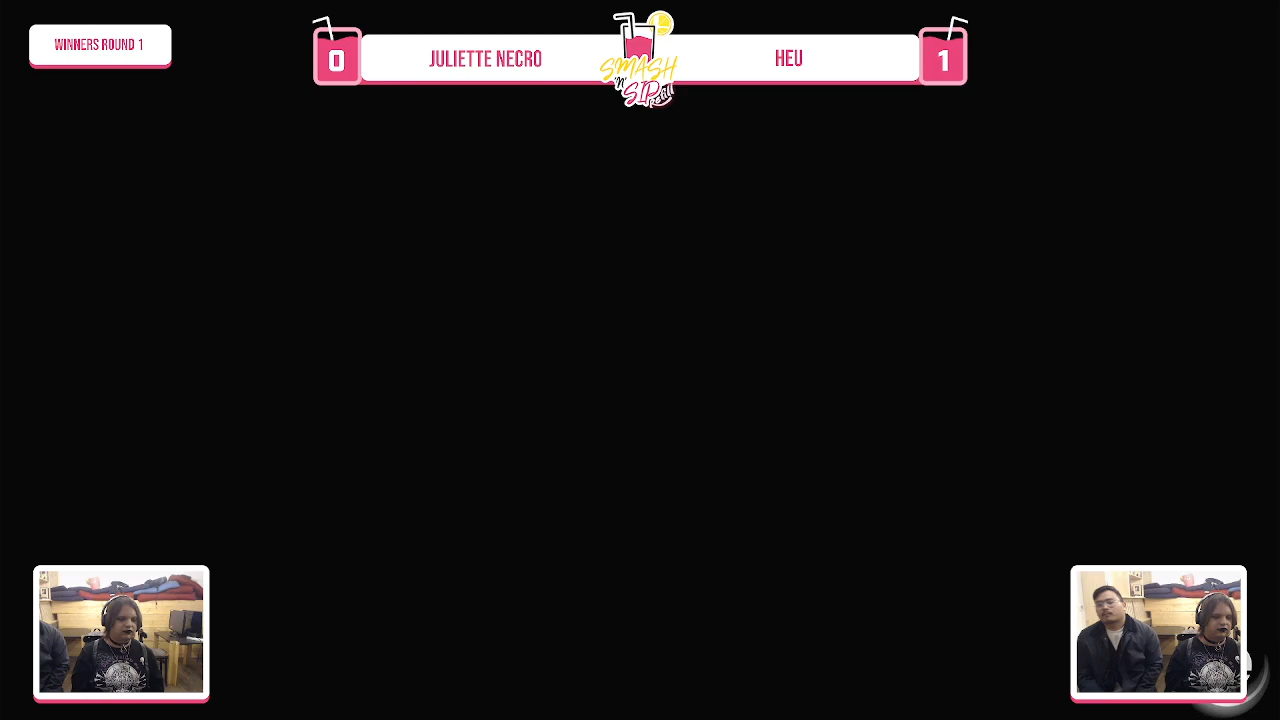 WINNERS ROUND 1
0
JULIETTE NECRO
SMASH
'N'
SIP
HEU
1